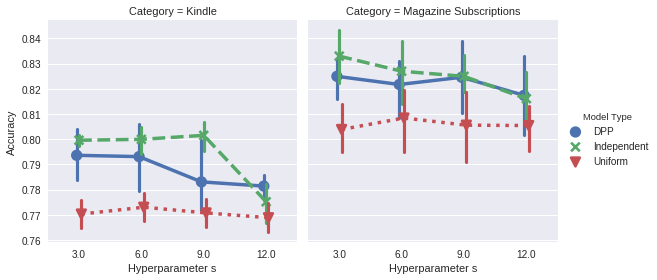 Category = Kindle
Category = Magazine Subscriptions
0.84
0.83
0.82
0.81
0.80
0.79
0.78
0.77
0.76
Accuracy
3.0 6.0 9.0 12.0
3.0 6.0 9.0 12.0
Hyperparameter s
Hyperparameter s
Model Type
DPP
Independent
Uniform